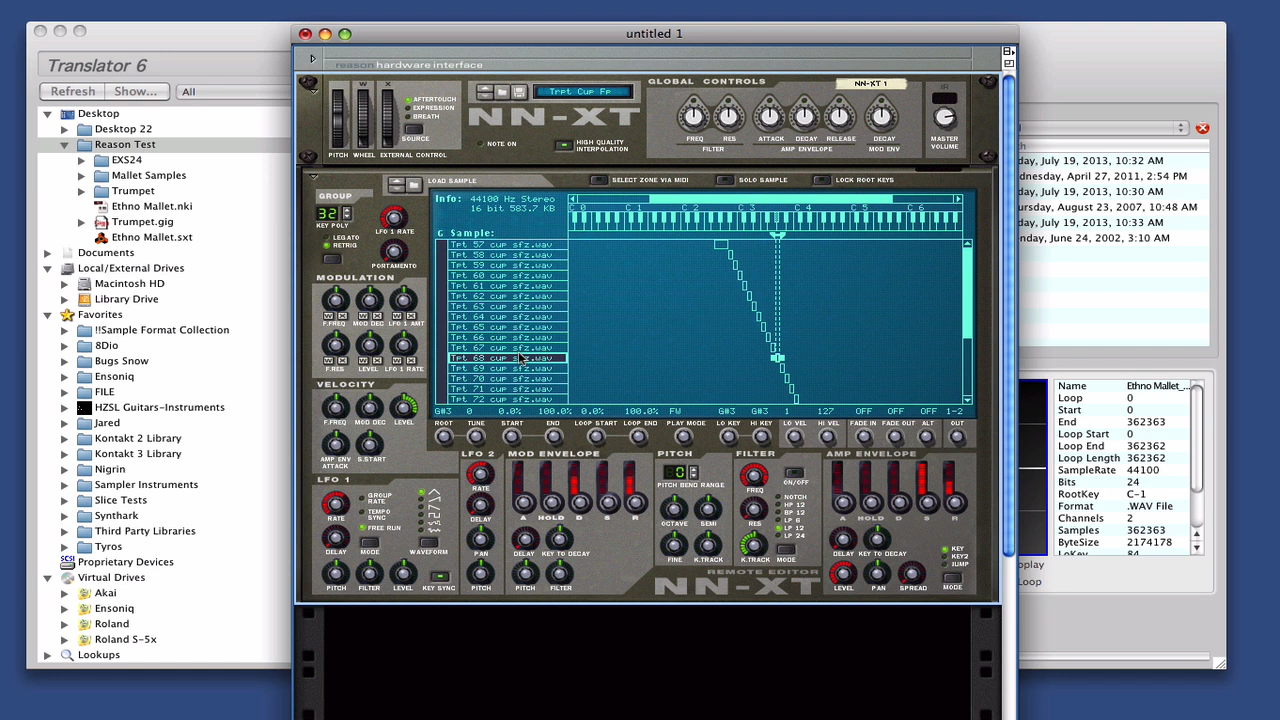 untitled 1
Translator 6
Refresh Show... All
Desktop
Desktop 22
Reason Test
EXS24
Mallet Samples
Trumpet
Ethno Mallet.nki
Trumpet.gig
Ethno Mallet.sxt
Documents
Local/External Drives
Macintosh HD
Library Drive
Favorites
!!Sample Format Collection
8Dio
Bugs Snow
Ensoniq
FILE
HZSL Guitars-Instruments
Jared
Kontakt 2 Library
Kontakt 3 Library
Nigrin
Sampler Instruments
Slice Tests
Synthark
Third Party Libraries
Tyros
Proprietary Devices
Virtual Drives
Akai
Ensoniq
Roland
Roland S-5x
Lookups
reason hardware interface
W X
AFTERTOUCH
EXPRESSION
BREATH
SOURCE
PITCH WHEEL EXTERNAL CONTROL
Trpt Cup Fp
NN-XT
NOTE ON
HIGH QUALITY
INTERPOLATION
GLOBAL CONTROLS
NN-XT 1
FREQ RES ATTACK DECAY RELEASE DECAY
FILTER AMP ENVELOPE MOD ENV
MASTER
VOLUME
LOAD SAMPLE
SELECT ZONE VIA MIDI SOLO SAMPLE LOCK ROOT KEYS
GROUP
32
KEY POLY
LFO 1 RATE
LEGATO
RETRIG
PORTAMENTO
Info: 44100 Hz Stereo
16 bit 583.7 KB
C 0 C 1 C 2 C 3 C 4 C 5 C 6
G Sample:
Tpt 57 cup sfz.wav
Tpt 58 cup sfz.wav
Tpt 59 cup sfz.wav
Tpt 60 cup sfz.wav
Tpt 61 cup sfz.wav
Tpt 62 cup sfz.wav
Tpt 63 cup sfz.wav
Tpt 64 cup sfz.wav
Tpt 65 cup sfz.wav
Tpt 66 cup sfz.wav
Tpt 67 cup sfz.wav
Tpt 68 cup sfz.wav
Tpt 69 cup sfz.wav
Tpt 70 cup sfz.wav
Tpt 71 cup sfz.wav
Tpt 72 cup sfz.wav
G#3 0 0.0% 100.0% 0.0% 100.0% FW G#3 G#3 1 127 OFF OFF OFF 1-2
ROOT TUNE START END LOOP START LOOP END PLAY MODE LO KEY HI KEY LO VEL HI VEL FADE IN FADE OUT ALT OUT
MODULATION
W X W X W X
F.FREQ MOD DEC LFO 1 AMT
W X W X W X
F.RES LEVEL LFO 1 RATE
VELOCITY
F.FREQ MOD DEC LEVEL
AMP ENV
ATTACK
S.START
LFO 1
RATE
GROUP
RATE
TEMPO
SYNC
FREE RUN
DELAY MODE WAVEFORM
PITCH FILTER LEVEL KEY SYNC
LFO 2
RATE
DELAY
PAN
PITCH
MOD ENVELOPE
A HOLD D S R
DELAY KEY TO DECAY
PITCH FILTER
PITCH
0
PITCH BEND RANGE
OCTAVE SEMI
FINE K.TRACK
FILTER
FREQ ON/OFF
RES
NOTCH
HP 12
BP 12
LP 6
LP 12
LP 24
K.TRACK MODE
AMP ENVELOPE
A HOLD D S R
DELAY KEY TO DECAY
LEVEL PAN SPREAD
KEY
KEY2
JUMP
MODE
REMOTE EDITOR
NN-XT
day, July 19, 2013, 10:32 AM
dnesday, April 27, 2011, 2:54 PM
day, July 19, 2013, 10:30 AM
ursday, August 23, 2007, 10:48 AM
day, July 19, 2013, 10:33 AM
nday, June 24, 2002, 3:10 AM
Name Ethno Mallet_...
Loop 0
Start 0
End 362363
Loop Start 0
Loop End 362362
Loop Length 362362
SampleRate 44100
Bits 24
RootKey C-1
Format .WAV File
Channels 2
Samples 362363
ByteSize 2174178
LoKey 84
oplay
Loop